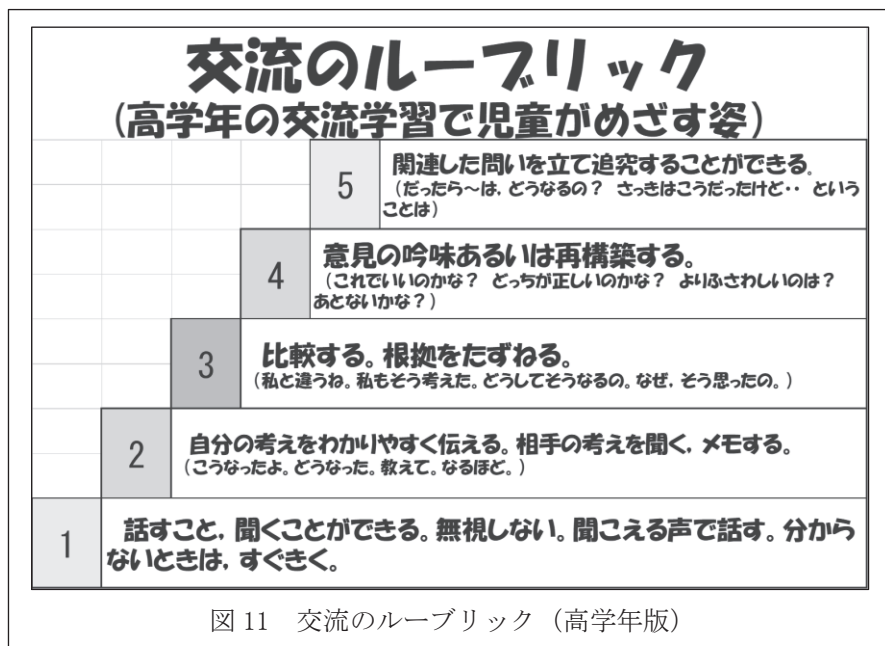 交流のルーブリック
(高学年の交流学習で児童がめざす姿)
5
関連した問いを立て追究することができる。
(だったら～は,どうなるの? さっきはこうだったけど・・ という
ことは)
4
意見の吟味あるいは再構築する。
(これでいいのかな? どっちが正しいのかな? よりふさわしいのは?
あとないかな?)
3
比較する。根拠をたずねる。
(私と違うね。私もそう考えた。どうしてそうなるの。なぜ,そう思ったの。)
2
自分の考えをわかりやすく伝える。相手の考えを聞く,メモする。
(こうなったよ。どうなった。教えて。なるほど。)
1
話すこと,聞くことができる。無視しない。聞こえる声で話す。分から
ないときは,すぐきく。
図11 交流のルーブリック(高学年版)